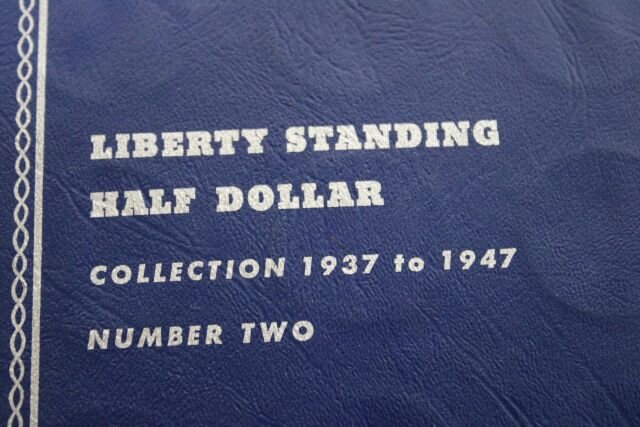 LIBERTY STANDING
HALF DOLLAR
COLLECTION 1937 to 1947
NUMBER TWO